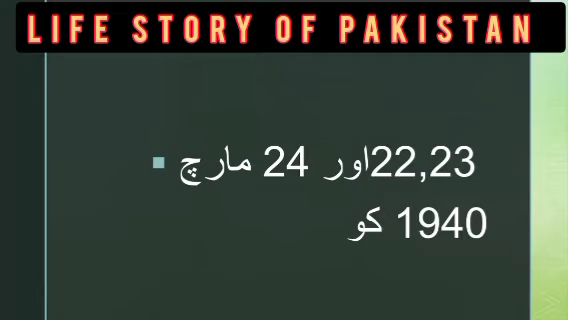 LIFE STORY OF PAKISTAN
22,23اور 24 مارچ
1940 کو